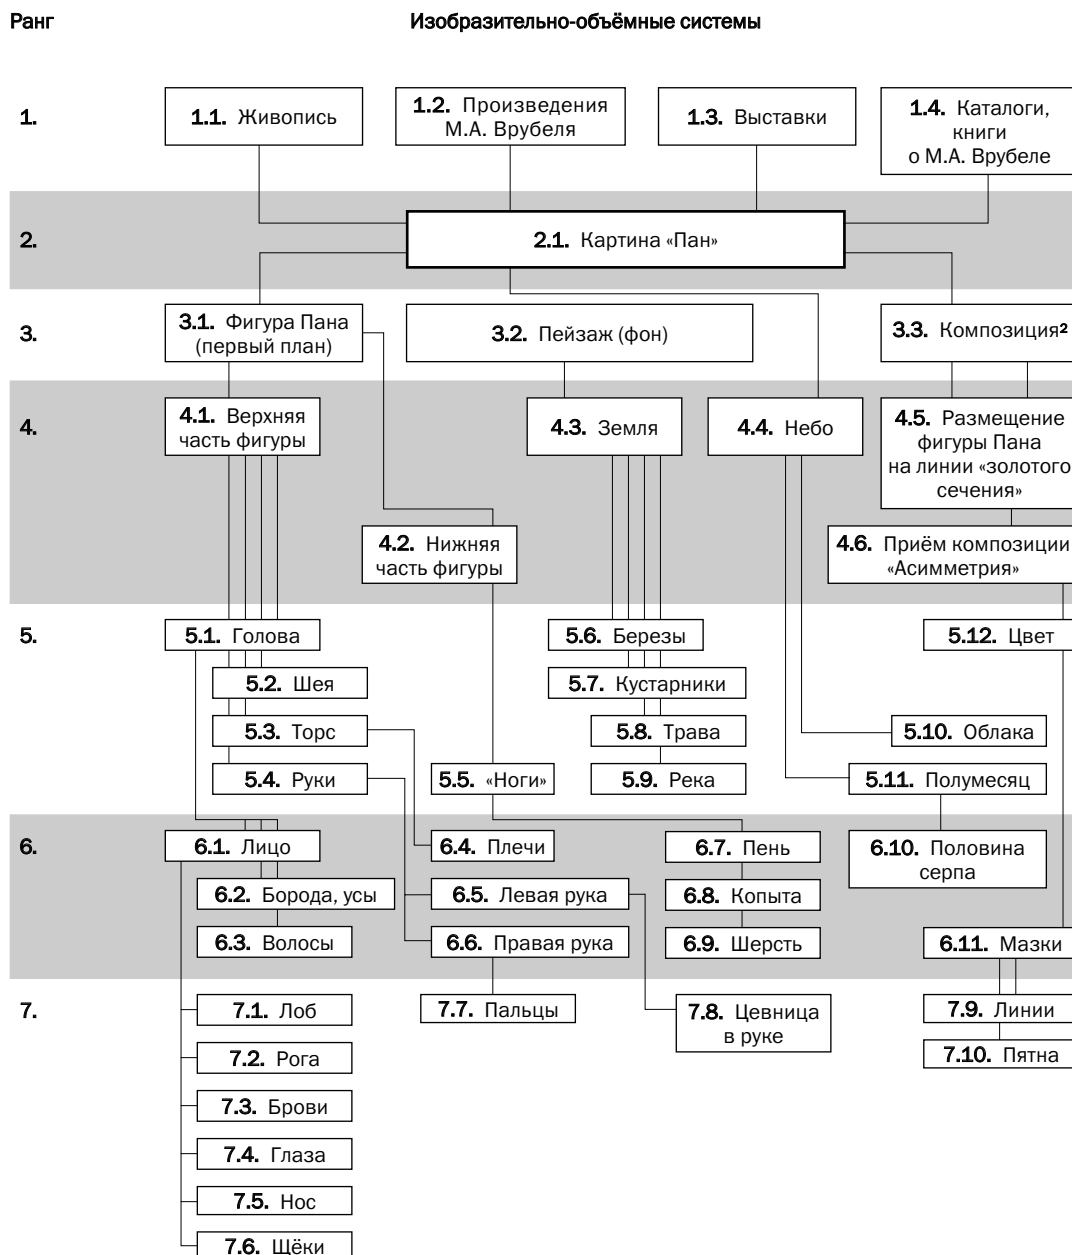 Ранг
Изобразительно-объёмные системы
1.
1.1. Живопись
1.2. Произведения
М.А. Врубеля
1.3. Выставки
1.4. Каталоги,
книги
о М.А. Врубеле
2.
2.1. Картина «Пан»
3.
3.1. Фигура Пана
(первый план)
3.2. Пейзаж (фон)
3.3. Композиция²
4.
4.1. Верхняя
часть фигуры
4.3. Земля
4.4. Небо
4.5. Размещение
фигуры Пана
на линии «золотого
сечения»
4.2. Нижняя
часть фигуры
4.6. Приём композиции
«Асимметрия»
5.
5.1. Голова
5.6. Березы
5.12. Цвет
5.2. Шея
5.7. Кустарники
5.3. Торс
5.8. Трава
5.10. Облака
5.4. Руки
5.5. «Ноги»
5.9. Река
5.11. Полумесяц
6.
6.1. Лицо
6.4. Плечи
6.7. Пень
6.10. Половина
серпа
6.2. Борода, усы
6.5. Левая рука
6.8. Копыта
6.3. Волосы
6.6. Правая рука
6.9. Шерсть
6.11. Мазки
7.
7.1. Лоб
7.7. Пальцы
7.8. Цевница
в руке
7.9. Линии
7.2. Рога
7.10. Пятна
7.3. Брови
7.4. Глаза
7.5. Нос
7.6. Щёки